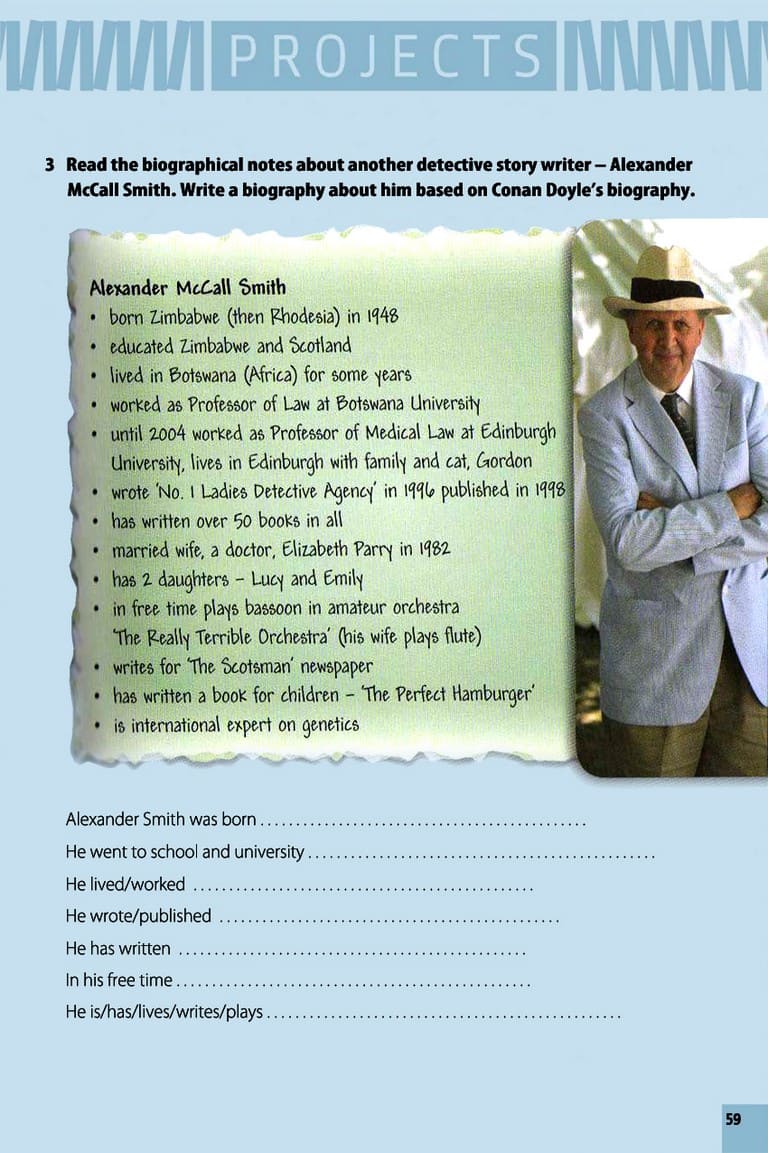 PROJECTS
3 Read the biographical notes about another detective story writer – Alexander
McCall Smith. Write a biography about him based on Conan Doyle's biography.
Alexander McCall Smith
• born Zimbabwe (then Rhodesia) in 1948
• educated Zimbabwe and Scotland
• lived in Botswana (Africa) for some years
• worked as Professor of Law at Botswana University
• until 2004 worked as Professor of Medical Law at Edinburgh
University, lives in Edinburgh with family and cat, Gordon
• wrote 'No. 1 Ladies Detective Agency' in 1996 published in 1998
• has written over 50 books in all
• married wife, a doctor, Elizabeth Parry in 1982
• has 2 daughters – Lucy and Emily
• in free time plays bassoon in amateur orchestra
'The Really Terrible Orchestra' (his wife plays flute)
• writes for 'The Scotsman' newspaper
• has written a book for children – 'The Perfect Hamburger'
• is international expert on genetics
Alexander Smith was born ..............................................
He went to school and university .................................................
He lived/worked ................................................
He wrote/published ................................................
He has written .................................................
In his free time ..................................................
He is/has/lives/writes/plays ..................................................
59